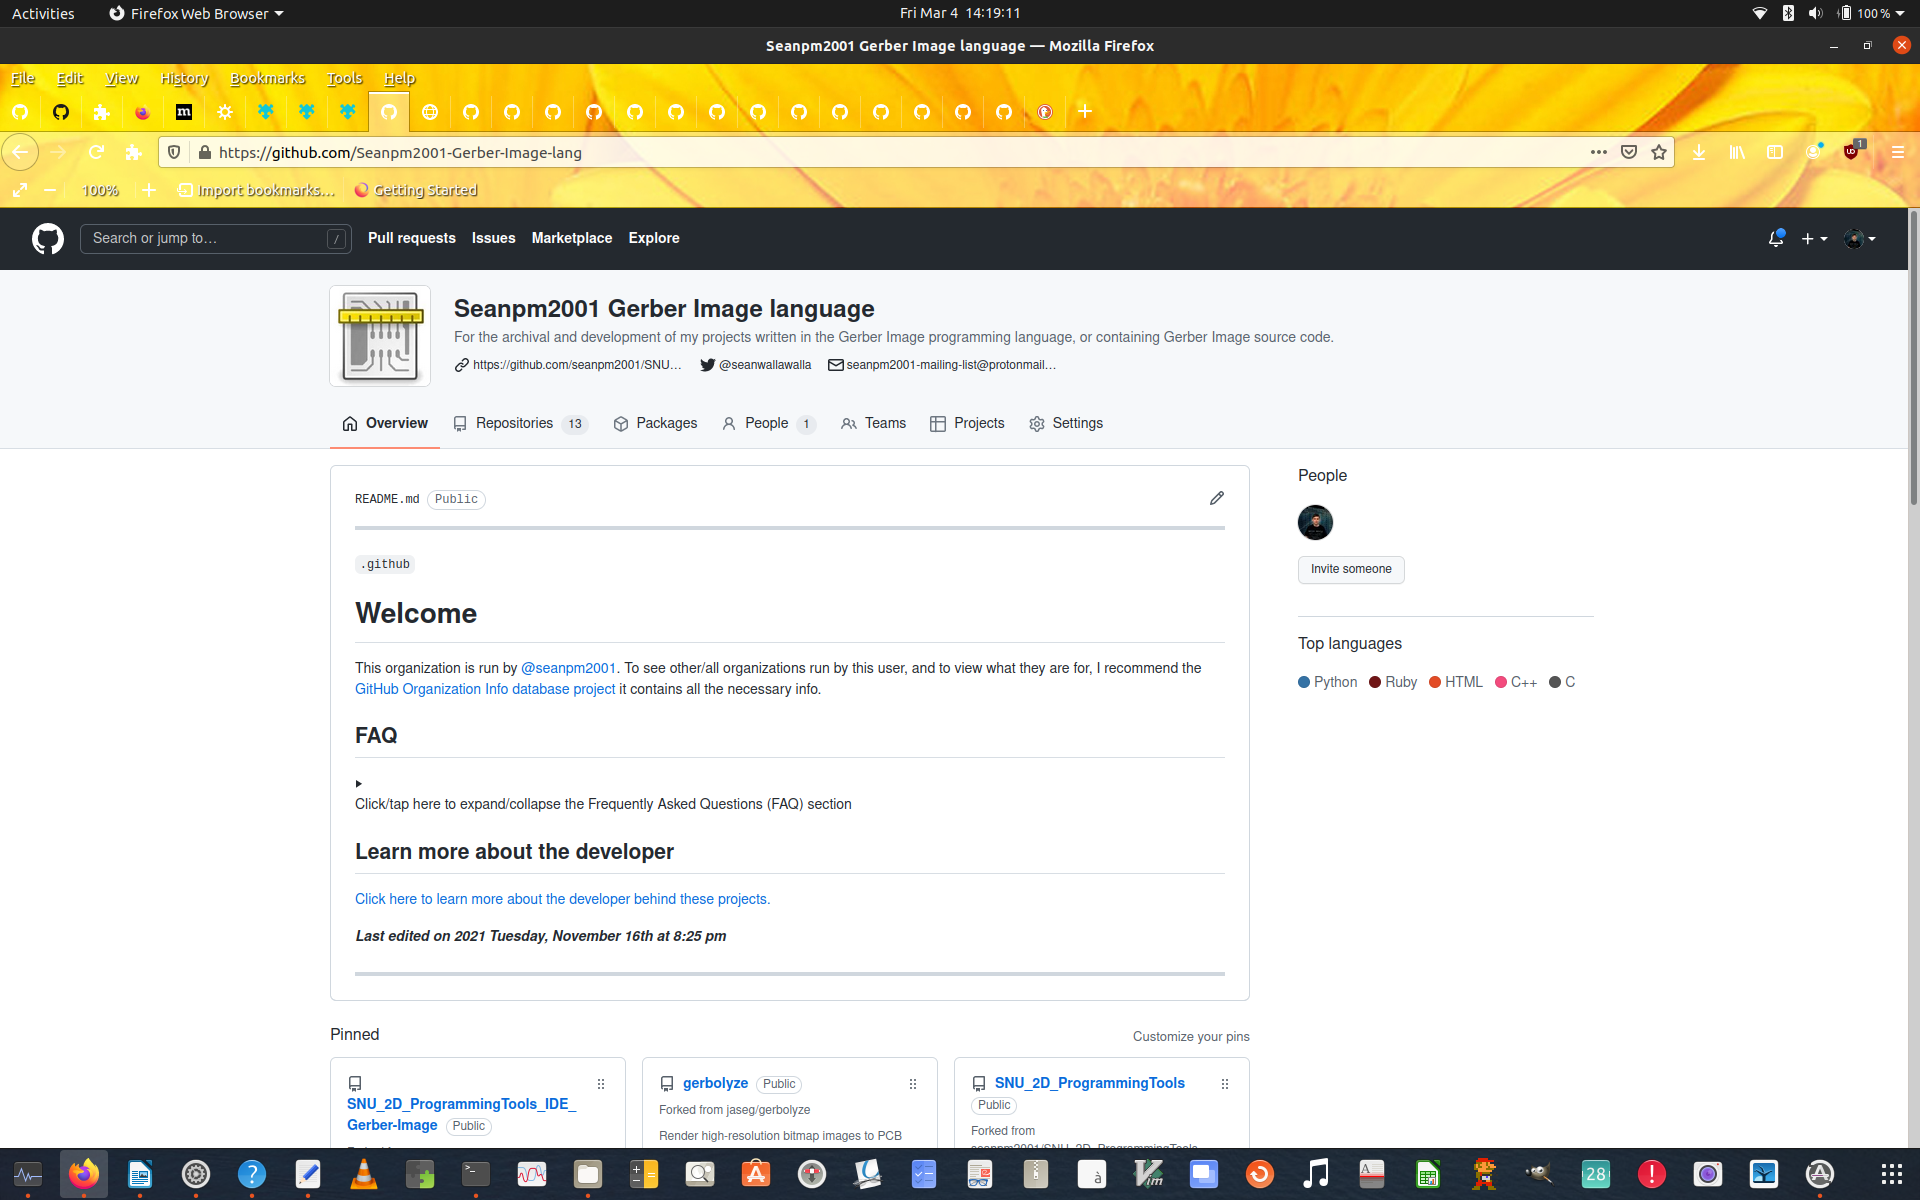 Activities
Firefox Web Browser
Fri Mar 4 14:19:11
100 %
Seanpm2001 Gerber Image language — Mozilla Firefox
File Edit View History Bookmarks Tools Help
https://github.com/Seanpm2001-Gerber-Image-lang
1
100%
Import bookmarks...
Getting Started
Search or jump to...
/
Pull requests Issues Marketplace Explore
Seanpm2001 Gerber Image language
For the archival and development of my projects written in the Gerber Image programming language, or containing Gerber Image source code.
https://github.com/seanpm2001/SNU...
@seanwallawalla
seanpm2001-mailing-list@protonmail...
Overview
Repositories 13
Packages
People 1
Teams
Projects
Settings
README.md Public
.github
Welcome
This organization is run by @seanpm2001. To see other/all organizations run by this user, and to view what they are for, I recommend the
GitHub Organization Info database project it contains all the necessary info.
FAQ
Click/tap here to expand/collapse the Frequently Asked Questions (FAQ) section
Learn more about the developer
Click here to learn more about the developer behind these projects.
Last edited on 2021 Tuesday, November 16th at 8:25 pm
People
Invite someone
Top languages
Python Ruby HTML C++ C
Pinned
Customize your pins
SNU_2D_ProgrammingTools_IDE_
Gerber-Image Public
gerbolyze Public
Forked from jaseg/gerbolyze
Render high-resolution bitmap images to PCB
SNU_2D_ProgrammingTools
Public
Forked from
seanpm2001/SNU_2D_ProgrammingTools
28